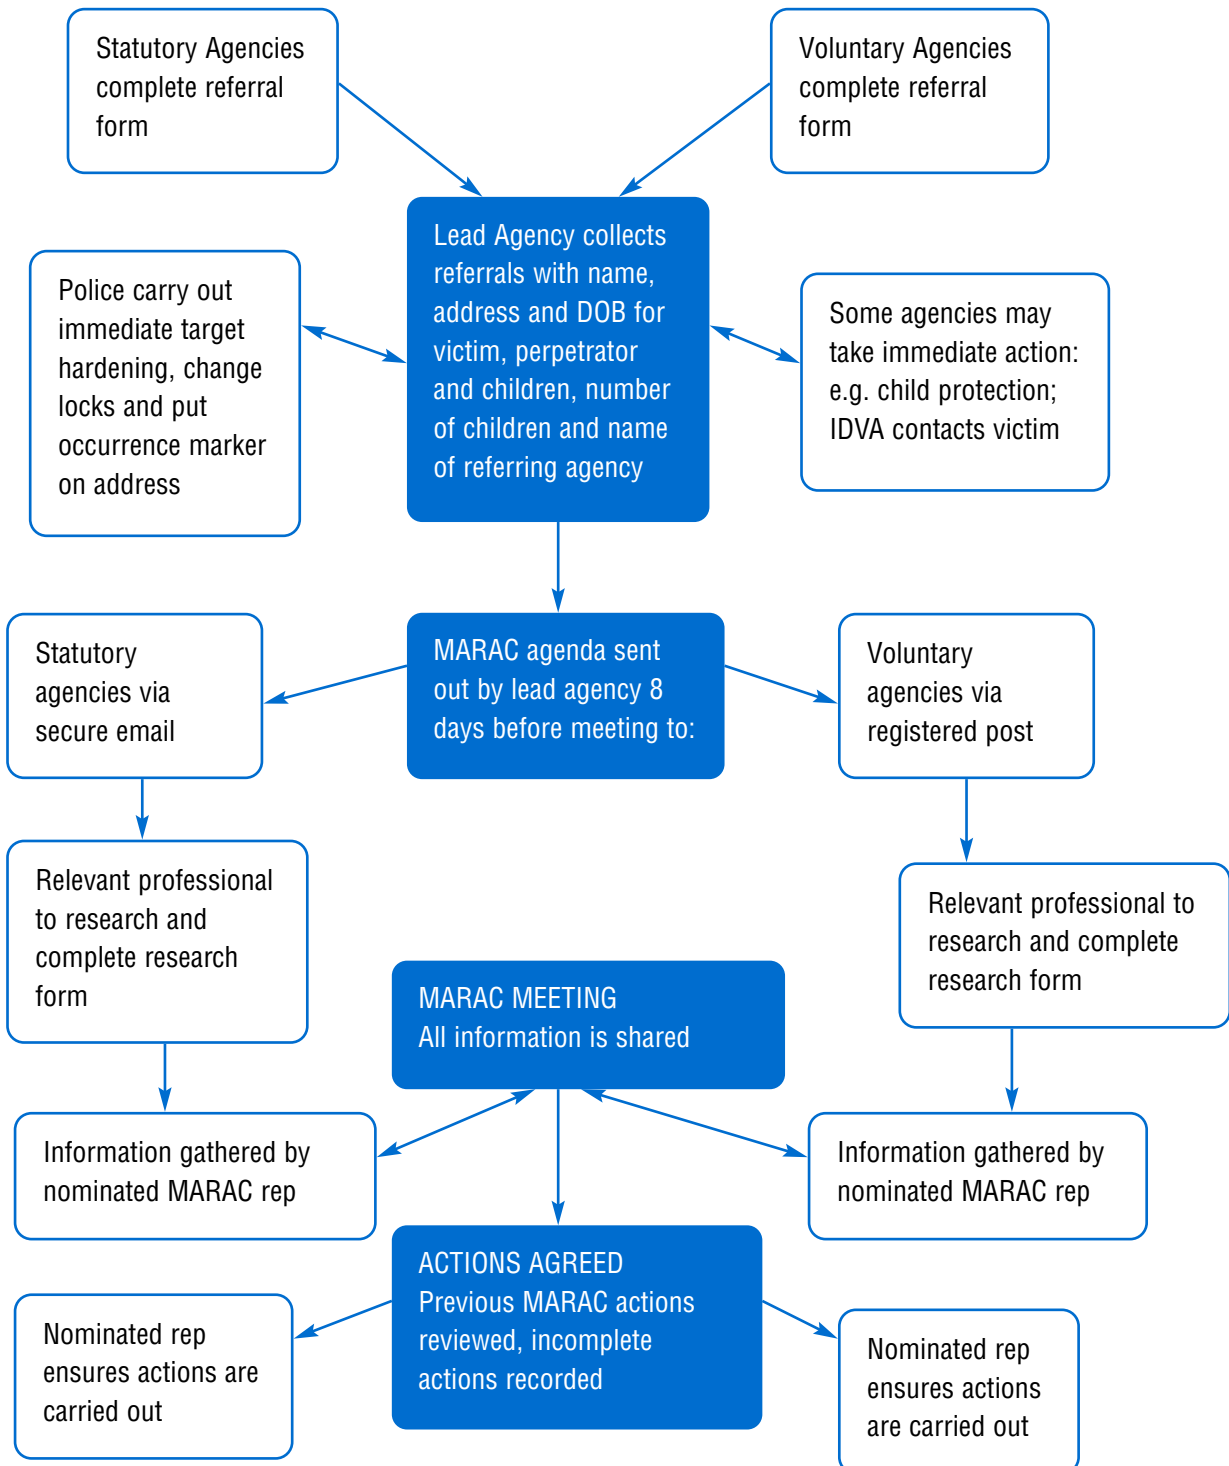 Statutory Agencies
complete referral
form
Voluntary Agencies
complete referral
form
Lead Agency collects
referrals with name,
address and DOB for
victim, perpetrator
and children, number
of children and name
of referring agency
Police carry out
immediate target
hardening, change
locks and put
occurrence marker
on address
Some agencies may
take immediate action:
e.g. child protection;
IDVA contacts victim
Statutory
agencies via
secure email
MARAC agenda sent
out by lead agency 8
days before meeting to:
Voluntary
agencies via
registered post
Relevant professional
to research and
complete research
form
Relevant professional to
research and complete
research form
MARAC MEETING
All information is shared
Information gathered by
nominated MARAC rep
Information gathered by
nominated MARAC rep
ACTIONS AGREED
Previous MARAC actions
reviewed, incomplete
actions recorded
Nominated rep
ensures actions are
carried out
Nominated rep
ensures actions
are carried out